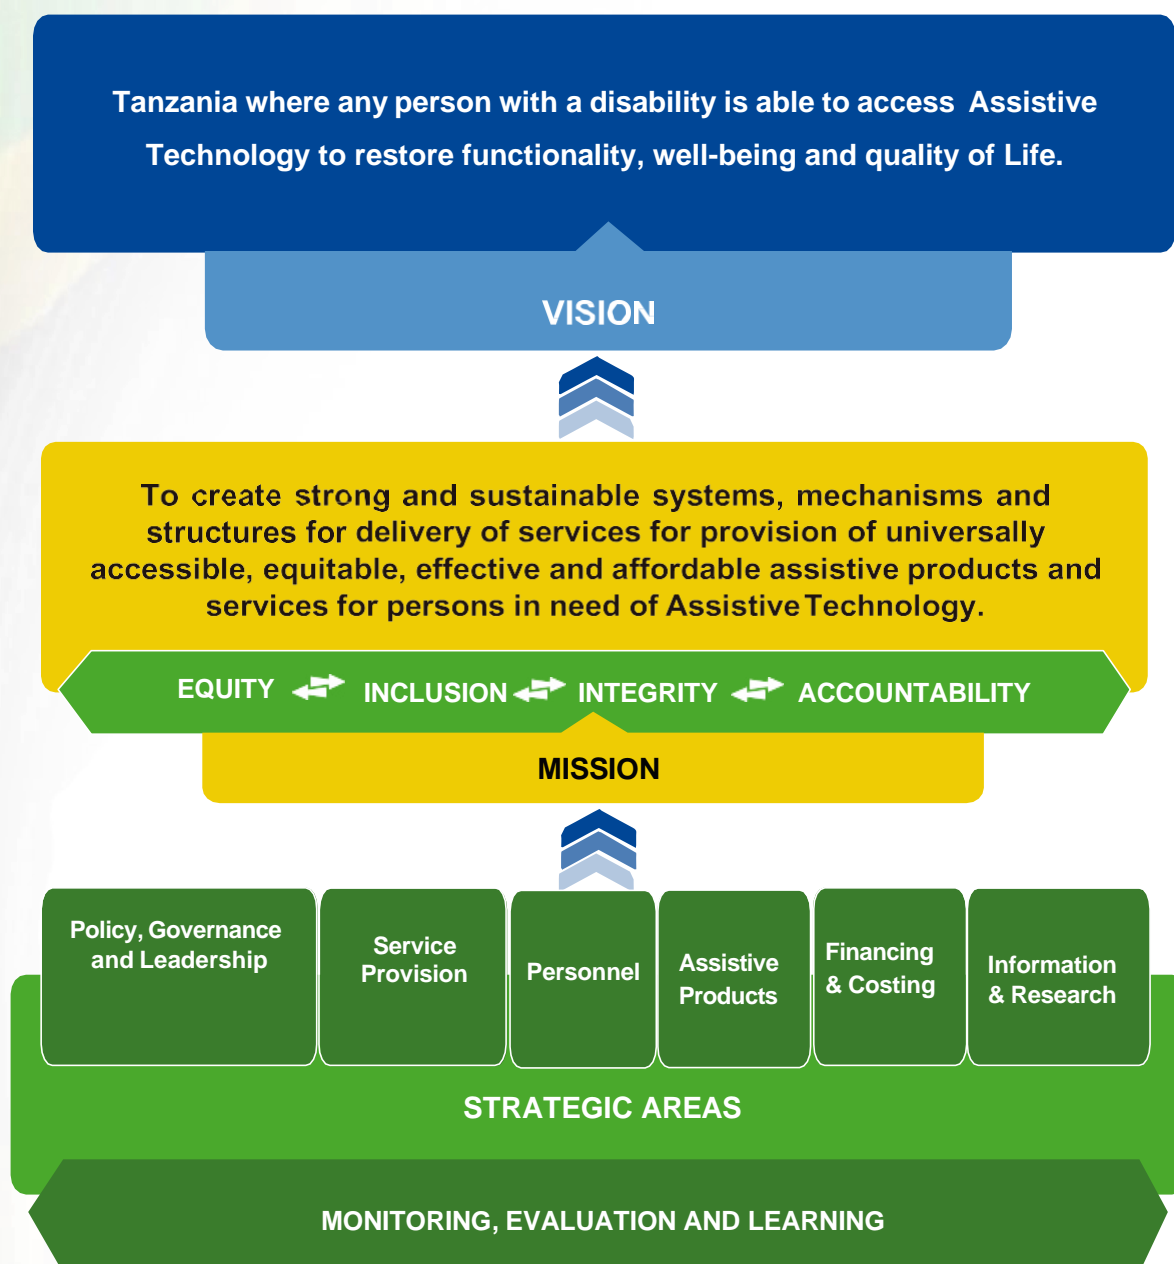 Tanzania where any person with a disability is able to access Assistive
Technology to restore functionality, well-being and quality of Life.
VISION
To create strong and sustainable systems, mechanisms and
structures for delivery of services for provision of universally
accessible, equitable, effective and affordable assistive products and
services for persons in need of Assistive Technology.
EQUITY INCLUSION INTEGRITY ACCOUNTABILITY
MISSION
Policy, Governance
and Leadership
Service
Provision
Personnel
Assistive
Products
Financing
& Costing
Information
& Research
STRATEGIC AREAS
MONITORING, EVALUATION AND LEARNING